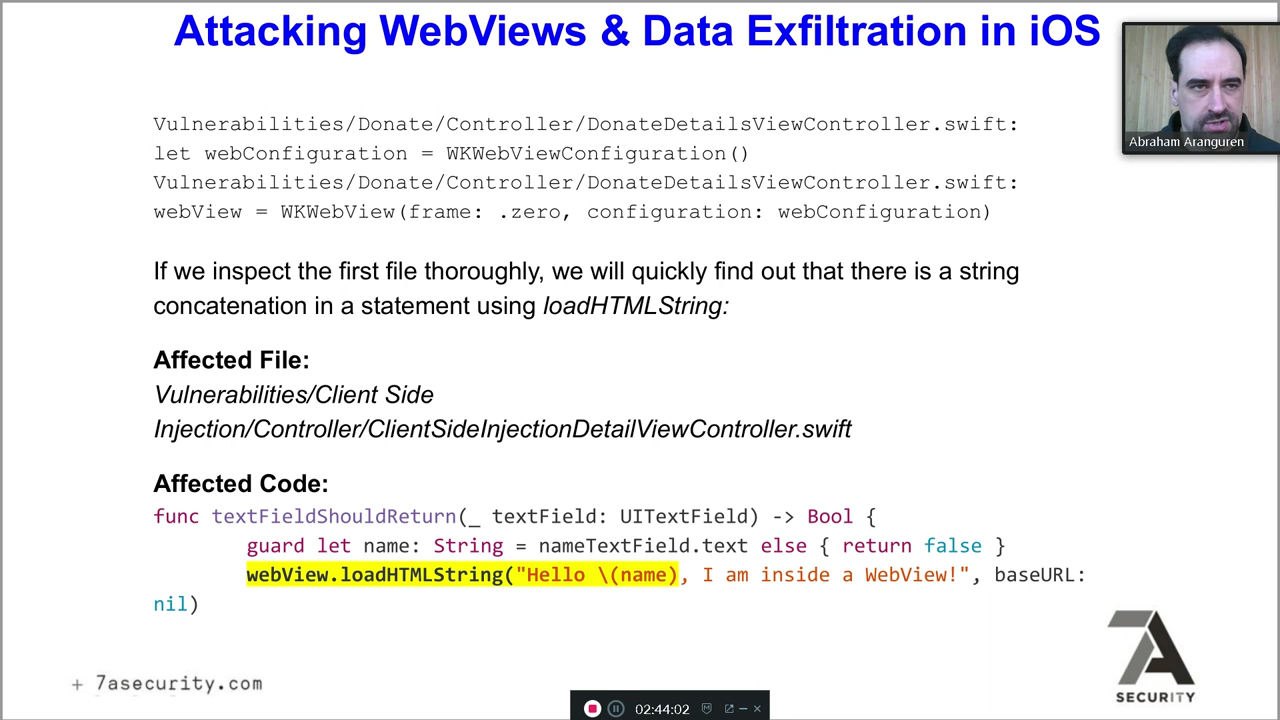 Attacking WebViews & Data Exfiltration in iOS
Abraham Aranguren
Vulnerabilities/Donate/Controller/DonateDetailsViewController.swift:
let webConfiguration = WKWebViewConfiguration()
Vulnerabilities/Donate/Controller/DonateDetailsViewController.swift:
webView = WKWebView(frame: .zero, configuration: webConfiguration)
If we inspect the first file thoroughly, we will quickly find out that there is a string
concatenation in a statement using loadHTMLString:
Affected File:
Vulnerabilities/Client Side
Injection/Controller/ClientSideInjectionDetailViewController.swift
Affected Code:
func textFieldShouldReturn(_ textField: UITextField) -> Bool {
guard let name: String = nameTextField.text else { return false }
webView.loadHTMLString("Hello \(name), I am inside a WebView!", baseURL:
nil)
7A
SECURITY
+ 7asecurity.com
02:44:02